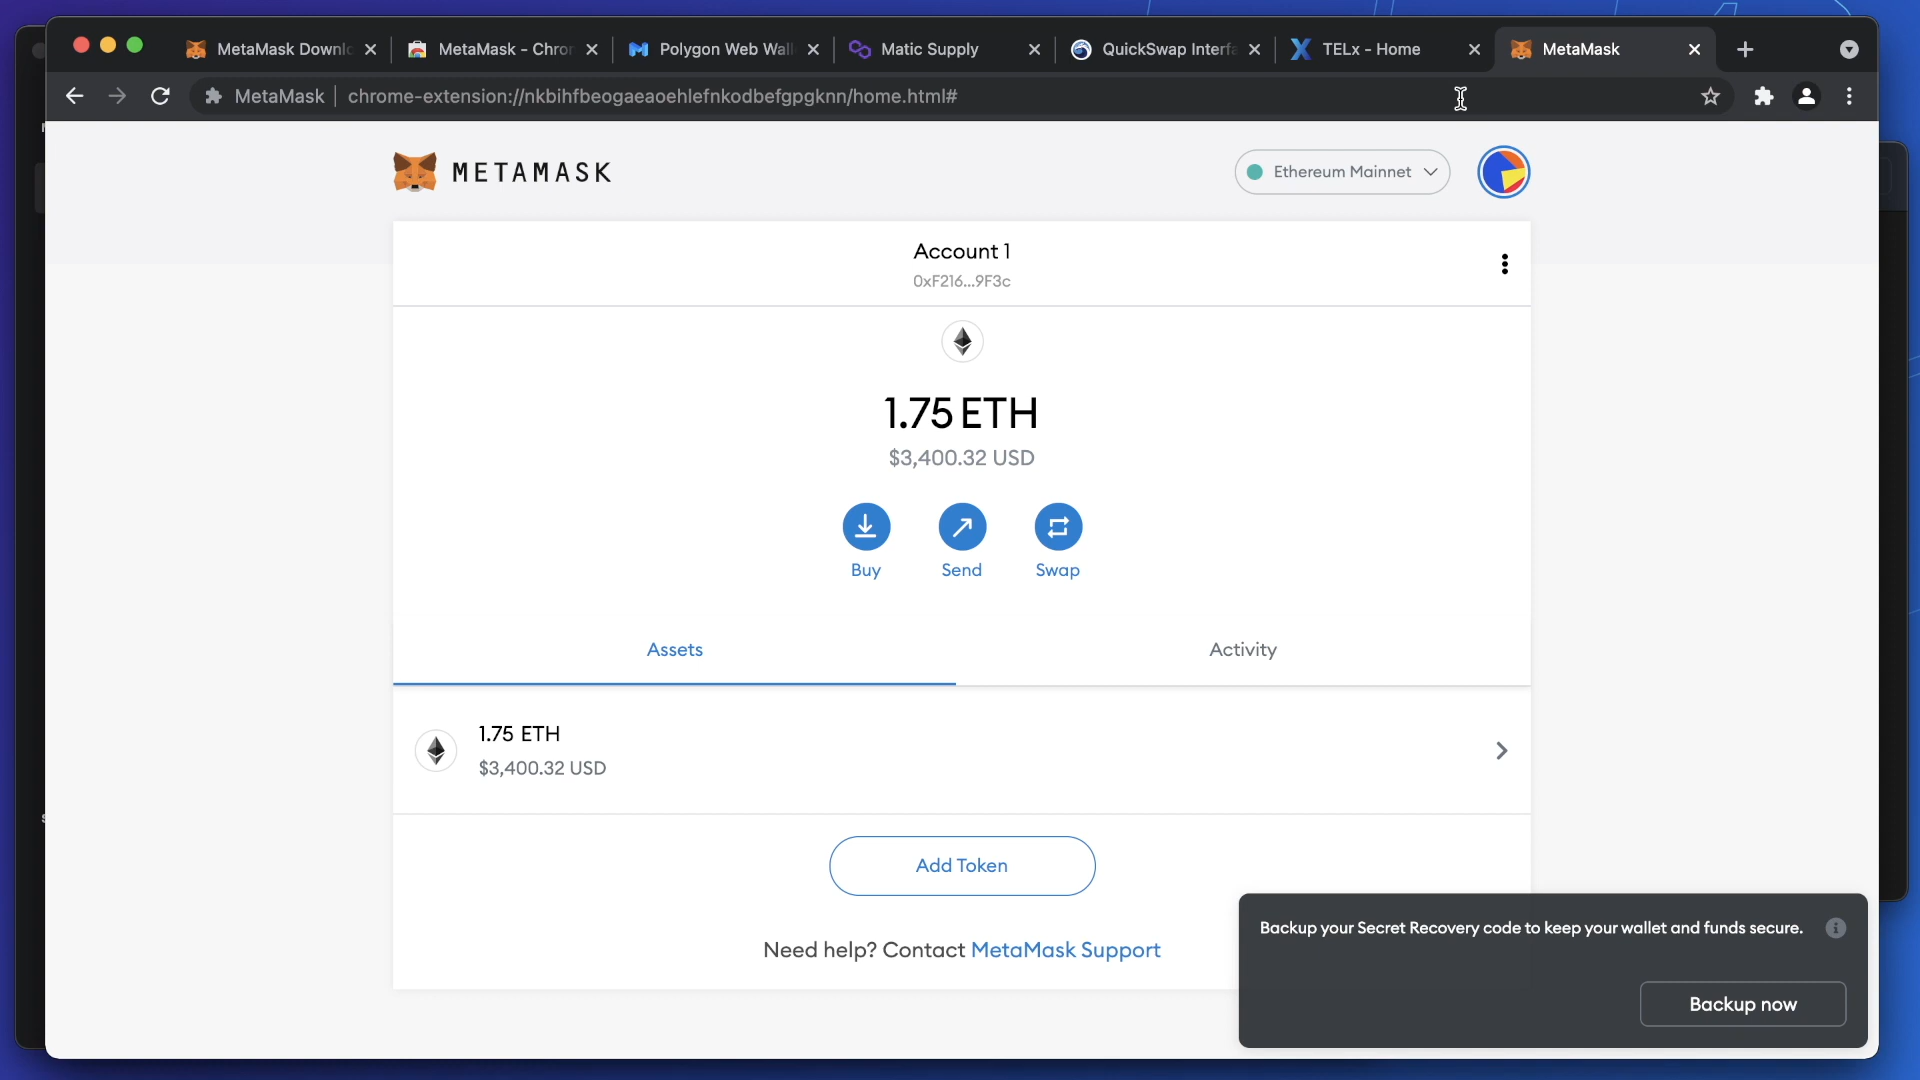 MetaMask Downlo
MetaMask - Chron
Polygon Web Wall
Matic Supply
QuickSwap Interfa
TELx - Home
MetaMask
MetaMask
chrome-extension://nkbihfbeogaeaoehlefnkodbefgpgknn/home.html#
METAMASK
Ethereum Mainnet
Account 1
0xF216...9F3c
1.75 ETH
$3,400.32 USD
Buy
Send
Swap
Assets
Activity
1.75 ETH
$3,400.32 USD
Add Token
Need help? Contact MetaMask Support
Backup your Secret Recovery code to keep your wallet and funds secure.
Backup now